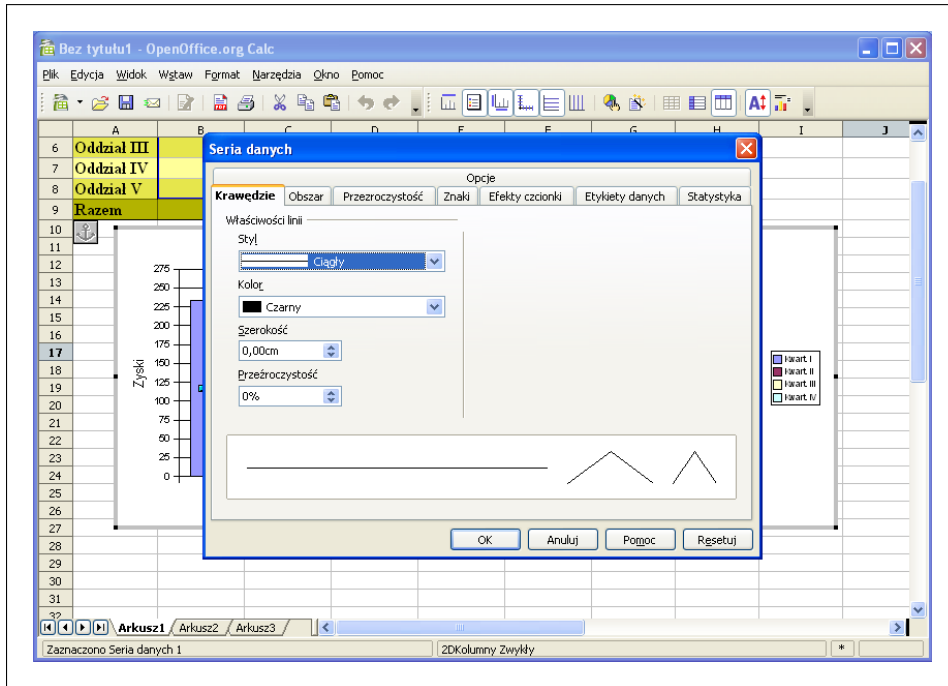 Bez tytułu1 - OpenOffice.org Calc
Plik Edycja Widok Wstaw Format Narzędzia Okno Pomoc
A B C D E F G H I J
6 Oddział III
7 Oddział IV
8 Oddział V
9 Razem
10
11
12
13
14
15
16
17
18
19
20
21
22
23
24
25
26
27
28
29
30
31
32
275
250
225
200
175
150
125
100
75
50
25
0
Zyski
Kwart. I
Kwart. II
Kwart. III
Kwart. IV
Seria danych
Opcje
Krawędzie Obszar Przezroczystość Znaki Efekty czcionki Etykiety danych Statystyka
Właściwości linii
Styl
Ciągły
Kolor
Czarny
Szerokość
0,00cm
Przeźroczystość
0%
OK Anuluj Pomoc Resetuj
Arkusz1 Arkusz2 Arkusz3
Zaznaczono Seria danych 1 2DKolumny Zwykły *